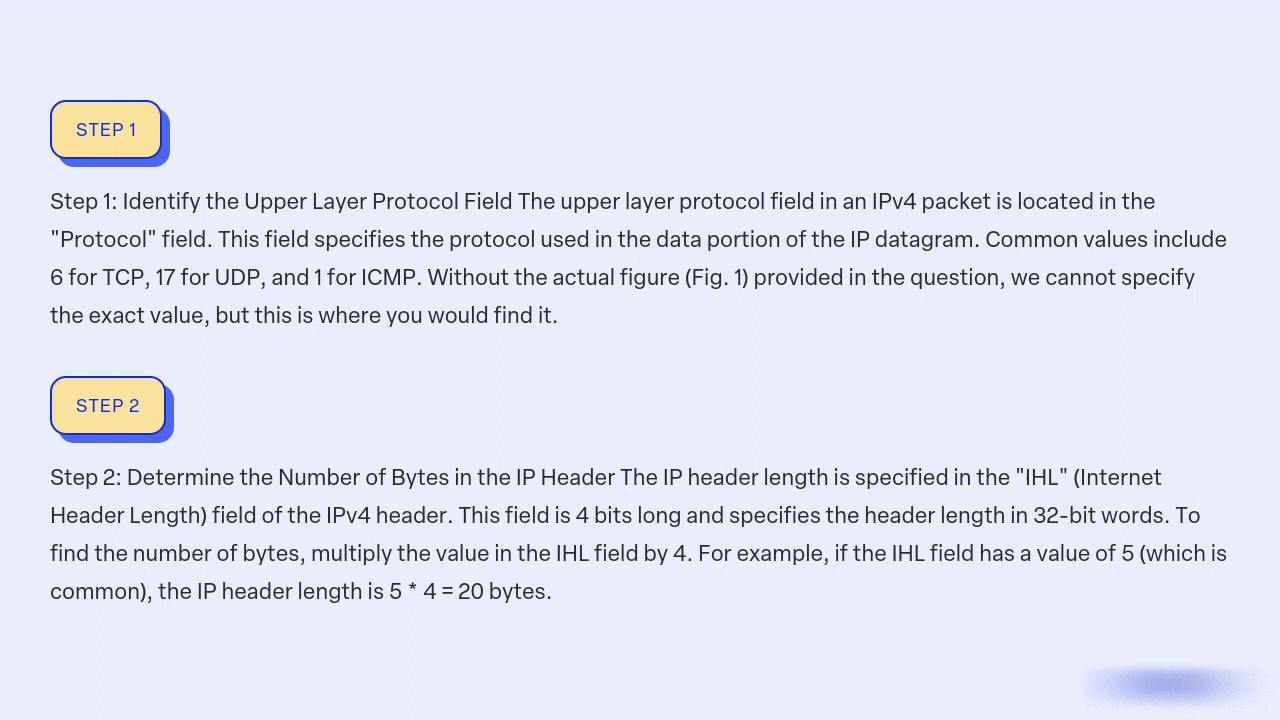 STEP 1
Step 1: Identify the Upper Layer Protocol Field The upper layer protocol field in an IPv4 packet is located in the
"Protocol" field. This field specifies the protocol used in the data portion of the IP datagram. Common values include
6 for TCP, 17 for UDP, and 1 for ICMP. Without the actual figure (Fig. 1) provided in the question, we cannot specify
the exact value, but this is where you would find it.
STEP 2
Step 2: Determine the Number of Bytes in the IP Header The IP header length is specified in the "IHL" (Internet
Header Length) field of the IPv4 header. This field is 4 bits long and specifies the header length in 32-bit words. To
find the number of bytes, multiply the value in the IHL field by 4. For example, if the IHL field has a value of 5 (which is
common), the IP header length is 5 * 4 = 20 bytes.